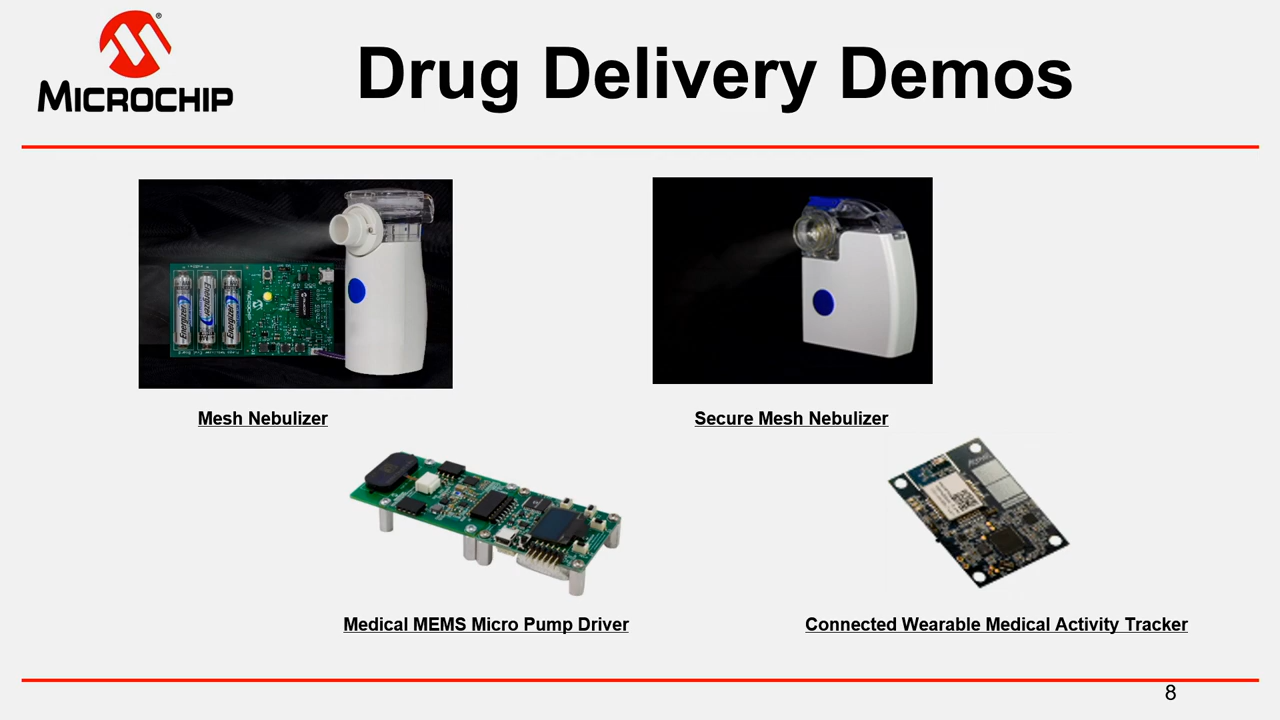 MICROCHIP
Drug Delivery Demos
Mesh Nebulizer
Secure Mesh Nebulizer
Medical MEMS Micro Pump Driver
Connected Wearable Medical Activity Tracker
8